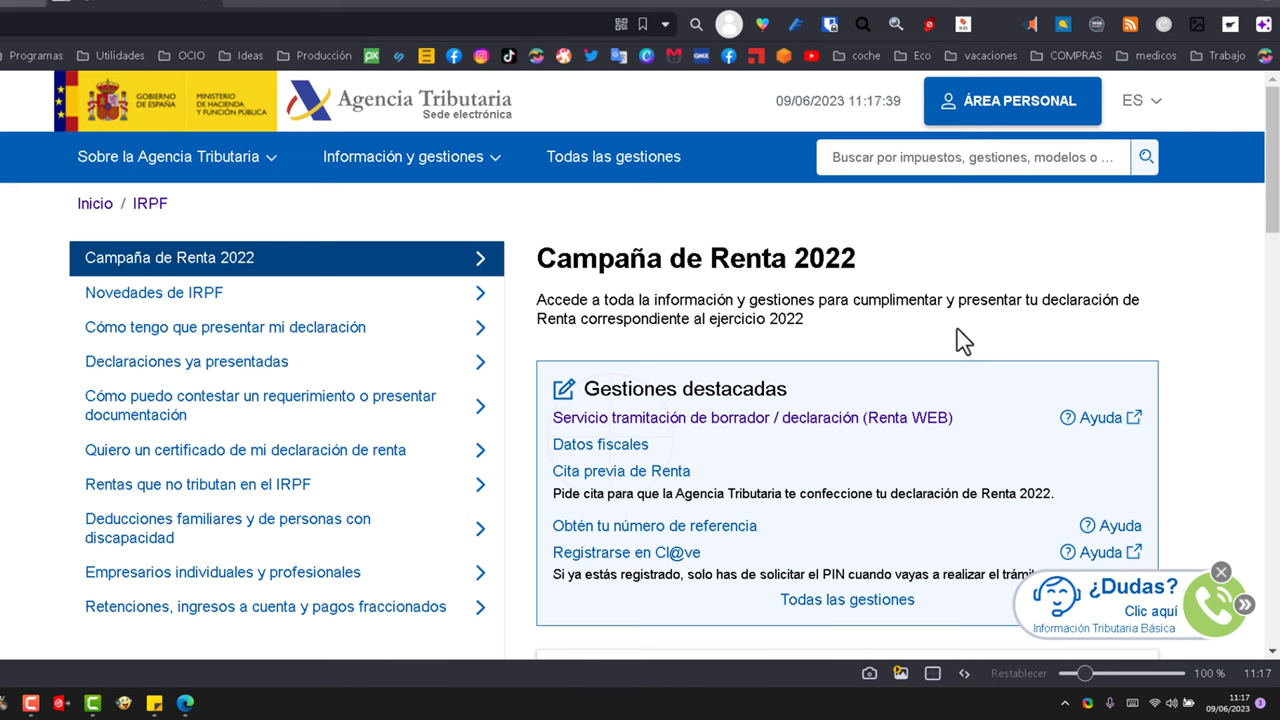 Programas
Utilidades
OCIO
Ideas
Producción
coche
Eco
vacaciones
COMPRAS
medicos
Trabajo
GOBIERNO
DE ESPAÑA
MINISTERIO
DE HACIENDA
Y FUNCIÓN PÚBLICA
Agencia Tributaria
Sede electrónica
09/06/2023 11:17:39
ÁREA PERSONAL
ES
Sobre la Agencia Tributaria
Información y gestiones
Todas las gestiones
Buscar por impuestos, gestiones, modelos o ...
Inicio / IRPF
Campaña de Renta 2022
Novedades de IRPF
Cómo tengo que presentar mi declaración
Declaraciones ya presentadas
Cómo puedo contestar un requerimiento o presentar
documentación
Quiero un certificado de mi declaración de renta
Rentas que no tributan en el IRPF
Deducciones familiares y de personas con
discapacidad
Empresarios individuales y profesionales
Retenciones, ingresos a cuenta y pagos fraccionados
Campaña de Renta 2022
Accede a toda la información y gestiones para cumplimentar y presentar tu declaración de
Renta correspondiente al ejercicio 2022
Gestiones destacadas
Servicio tramitación de borrador / declaración (Renta WEB)
Ayuda
Datos fiscales
Cita previa de Renta
Pide cita para que la Agencia Tributaria te confeccione tu declaración de Renta 2022.
Obtén tu número de referencia
Ayuda
Registrarse en Cl@ve
Ayuda
Si ya estás registrado, solo has de solicitar el PIN cuando vayas a realizar el trámi
Todas las gestiones
¿Dudas?
Clic aquí
Información Tributaria Básica
Restablecer
100 %
11:17
11:17
09/06/2023